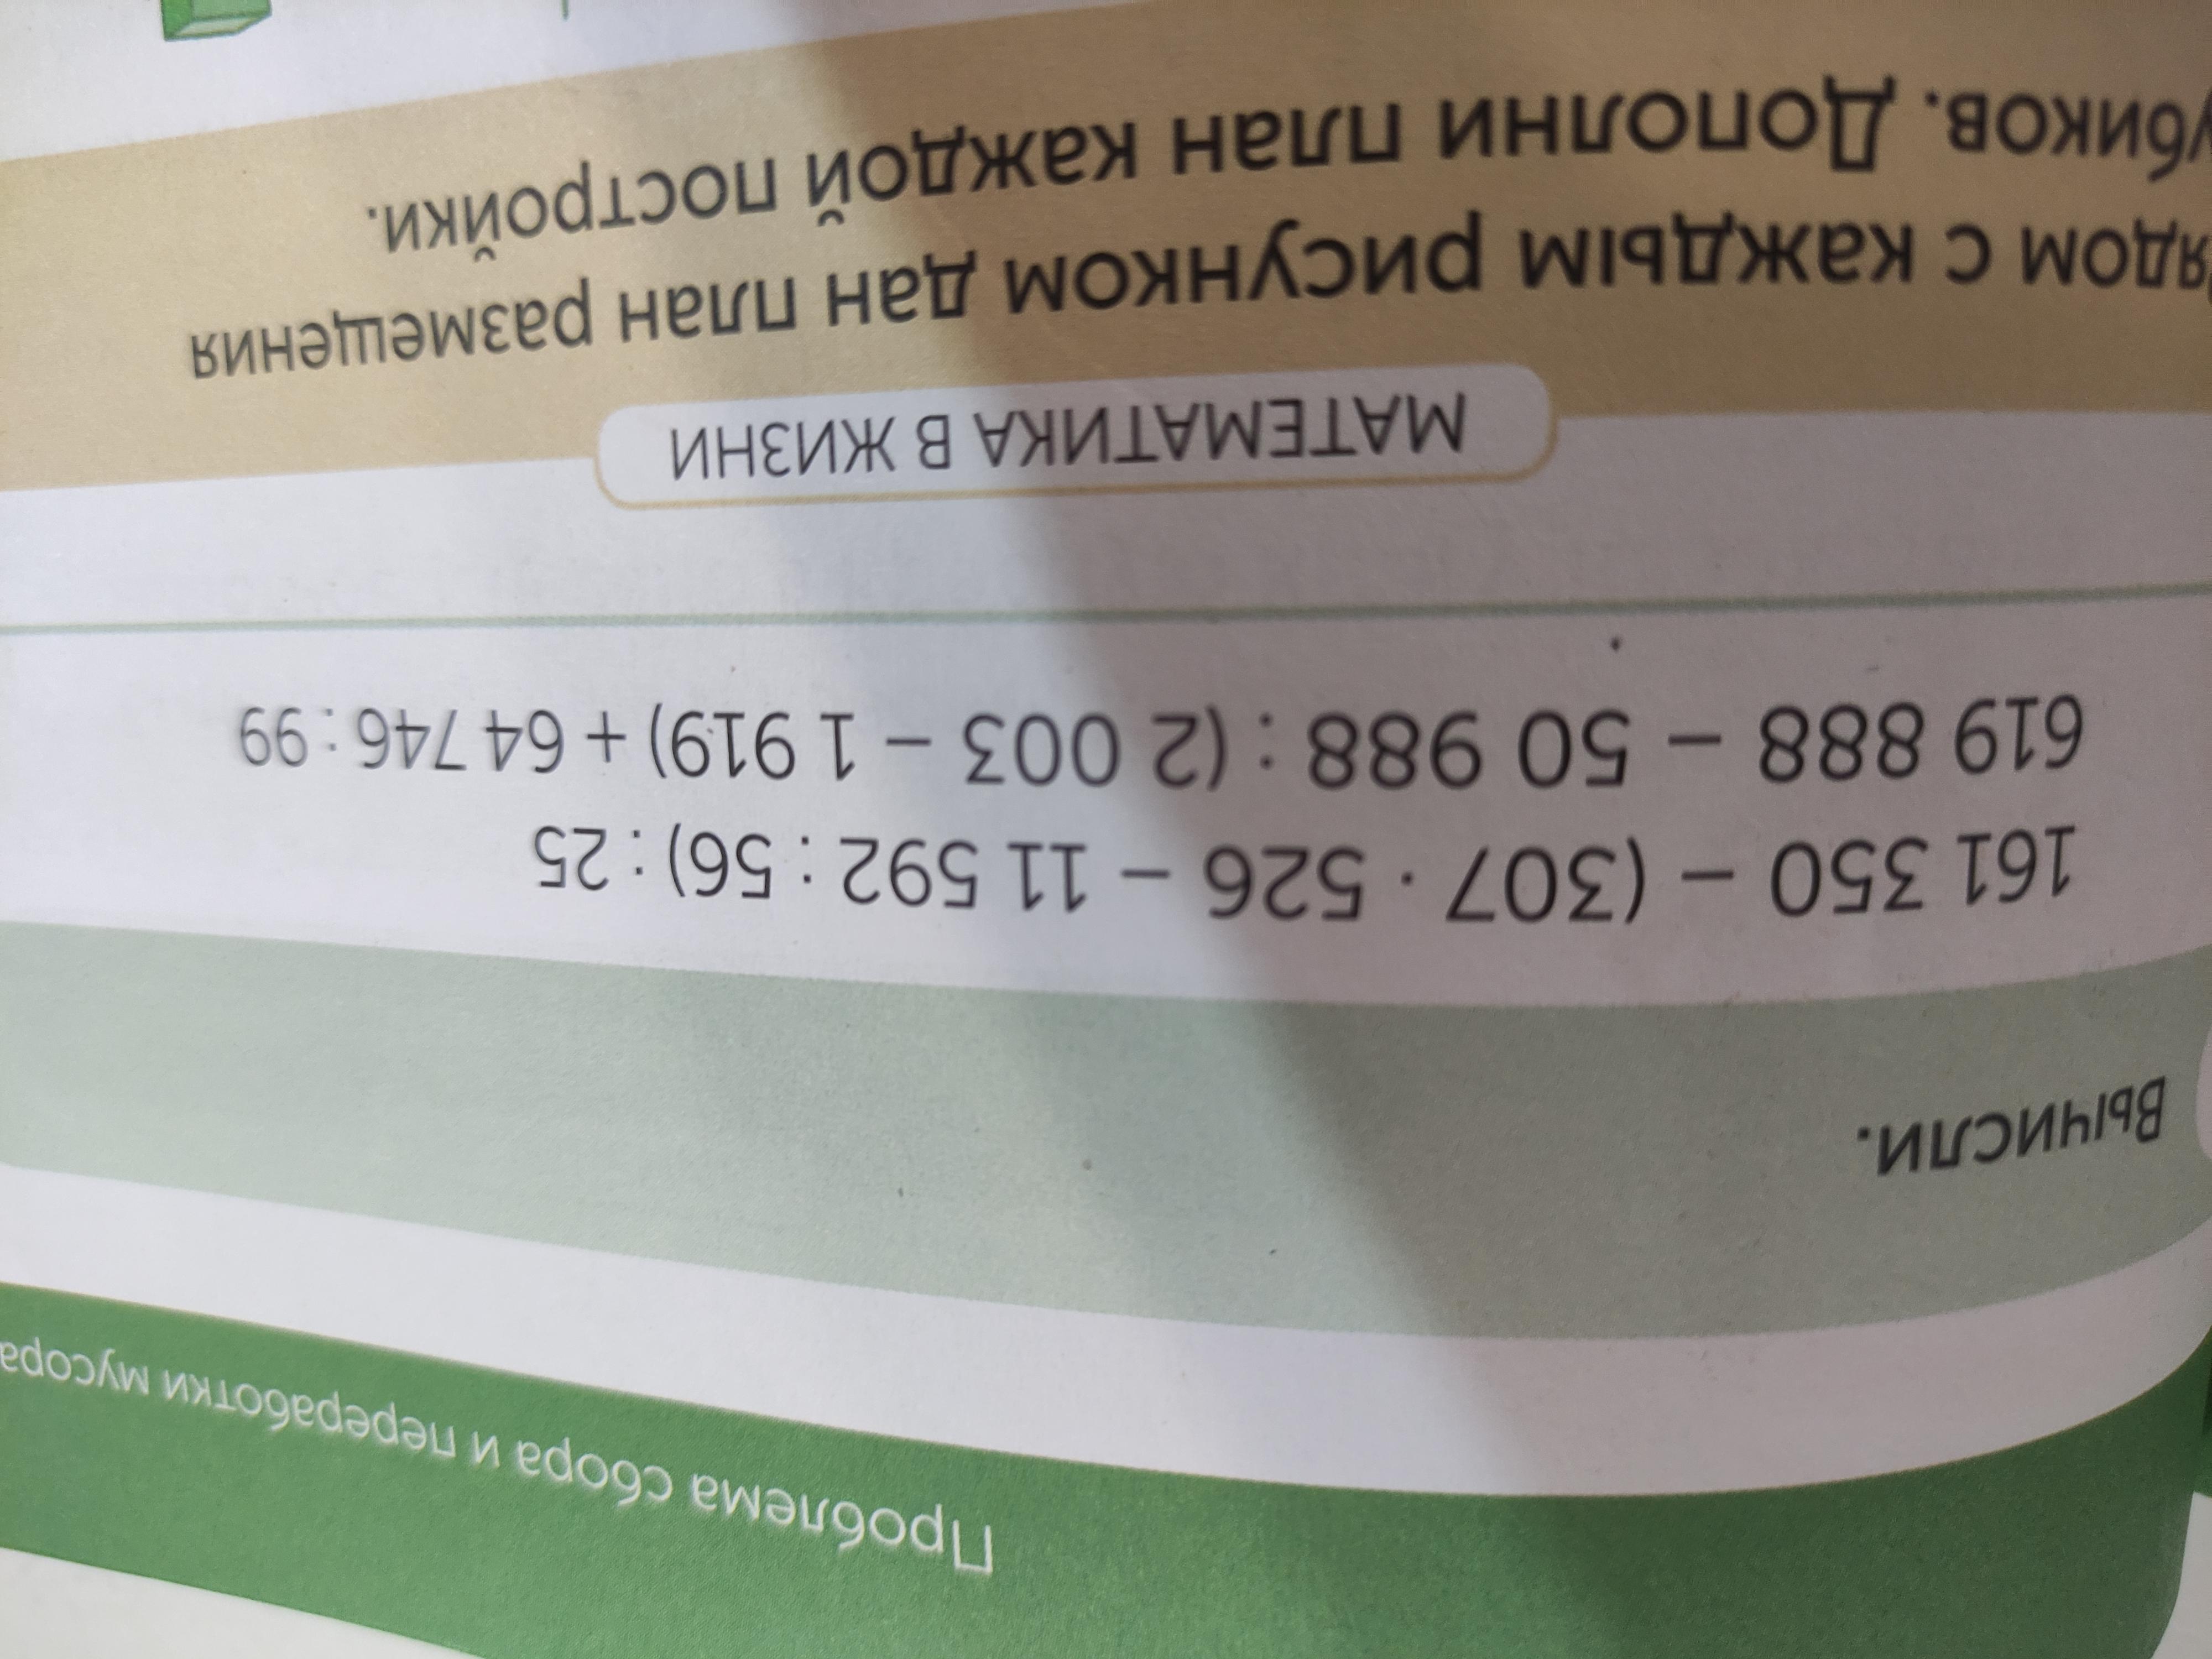 Проблема сбора и переработки мусора
Вычисли.
161 350 – (307 · 526 – 11 592 : 56) : 25
619 888 – 50 988 : (2 003 – 1 919) + 64 746 : 99
МАТЕМАТИКА В ЖИЗНИ
ядом с каждым рисунком дан план размещения
убиков. Дополни план каждой постройки.